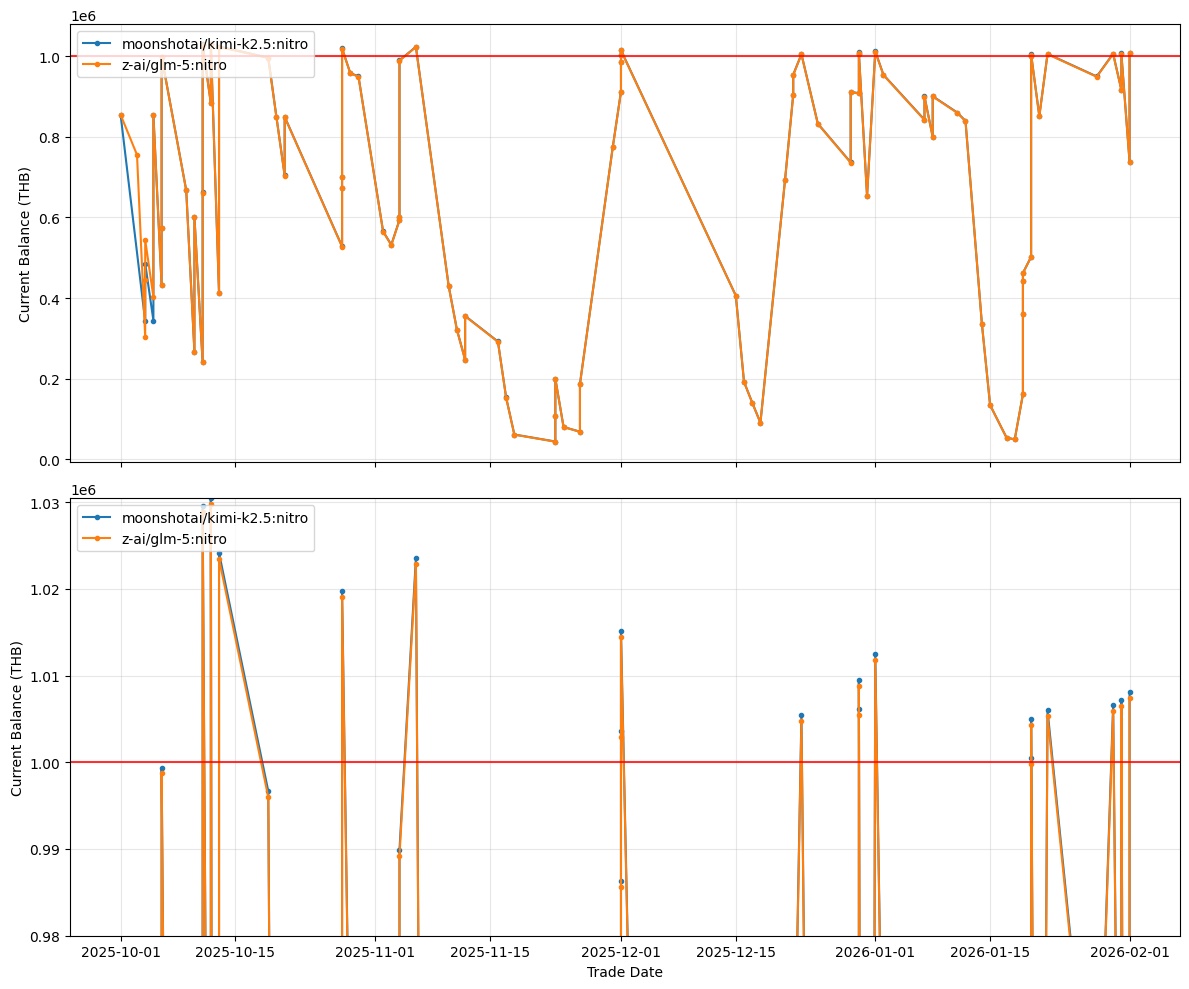 1e6
moonshotai/kimi-k2.5:nitro
z-ai/glm-5:nitro
1.0
0.8
0.6
0.4
0.2
0.0
Current Balance (THB)
1e6
moonshotai/kimi-k2.5:nitro
z-ai/glm-5:nitro
1.03
1.02
1.01
1.00
0.99
0.98
Current Balance (THB)
2025-10-01 2025-10-15 2025-11-01 2025-11-15 2025-12-01 2025-12-15 2026-01-01 2026-01-15 2026-02-01
Trade Date